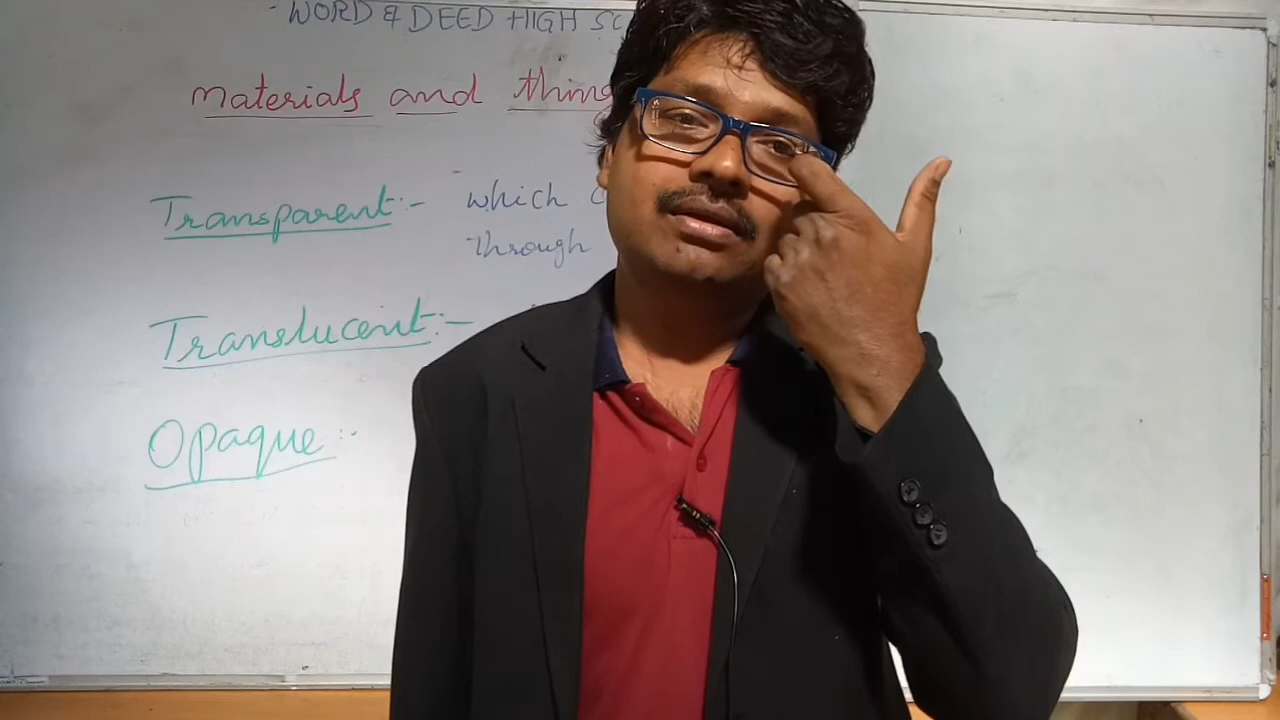 WORD & DEED HIGH SC
materials and thing
Transparent:- which
through
Translucent:-
Opaque:-